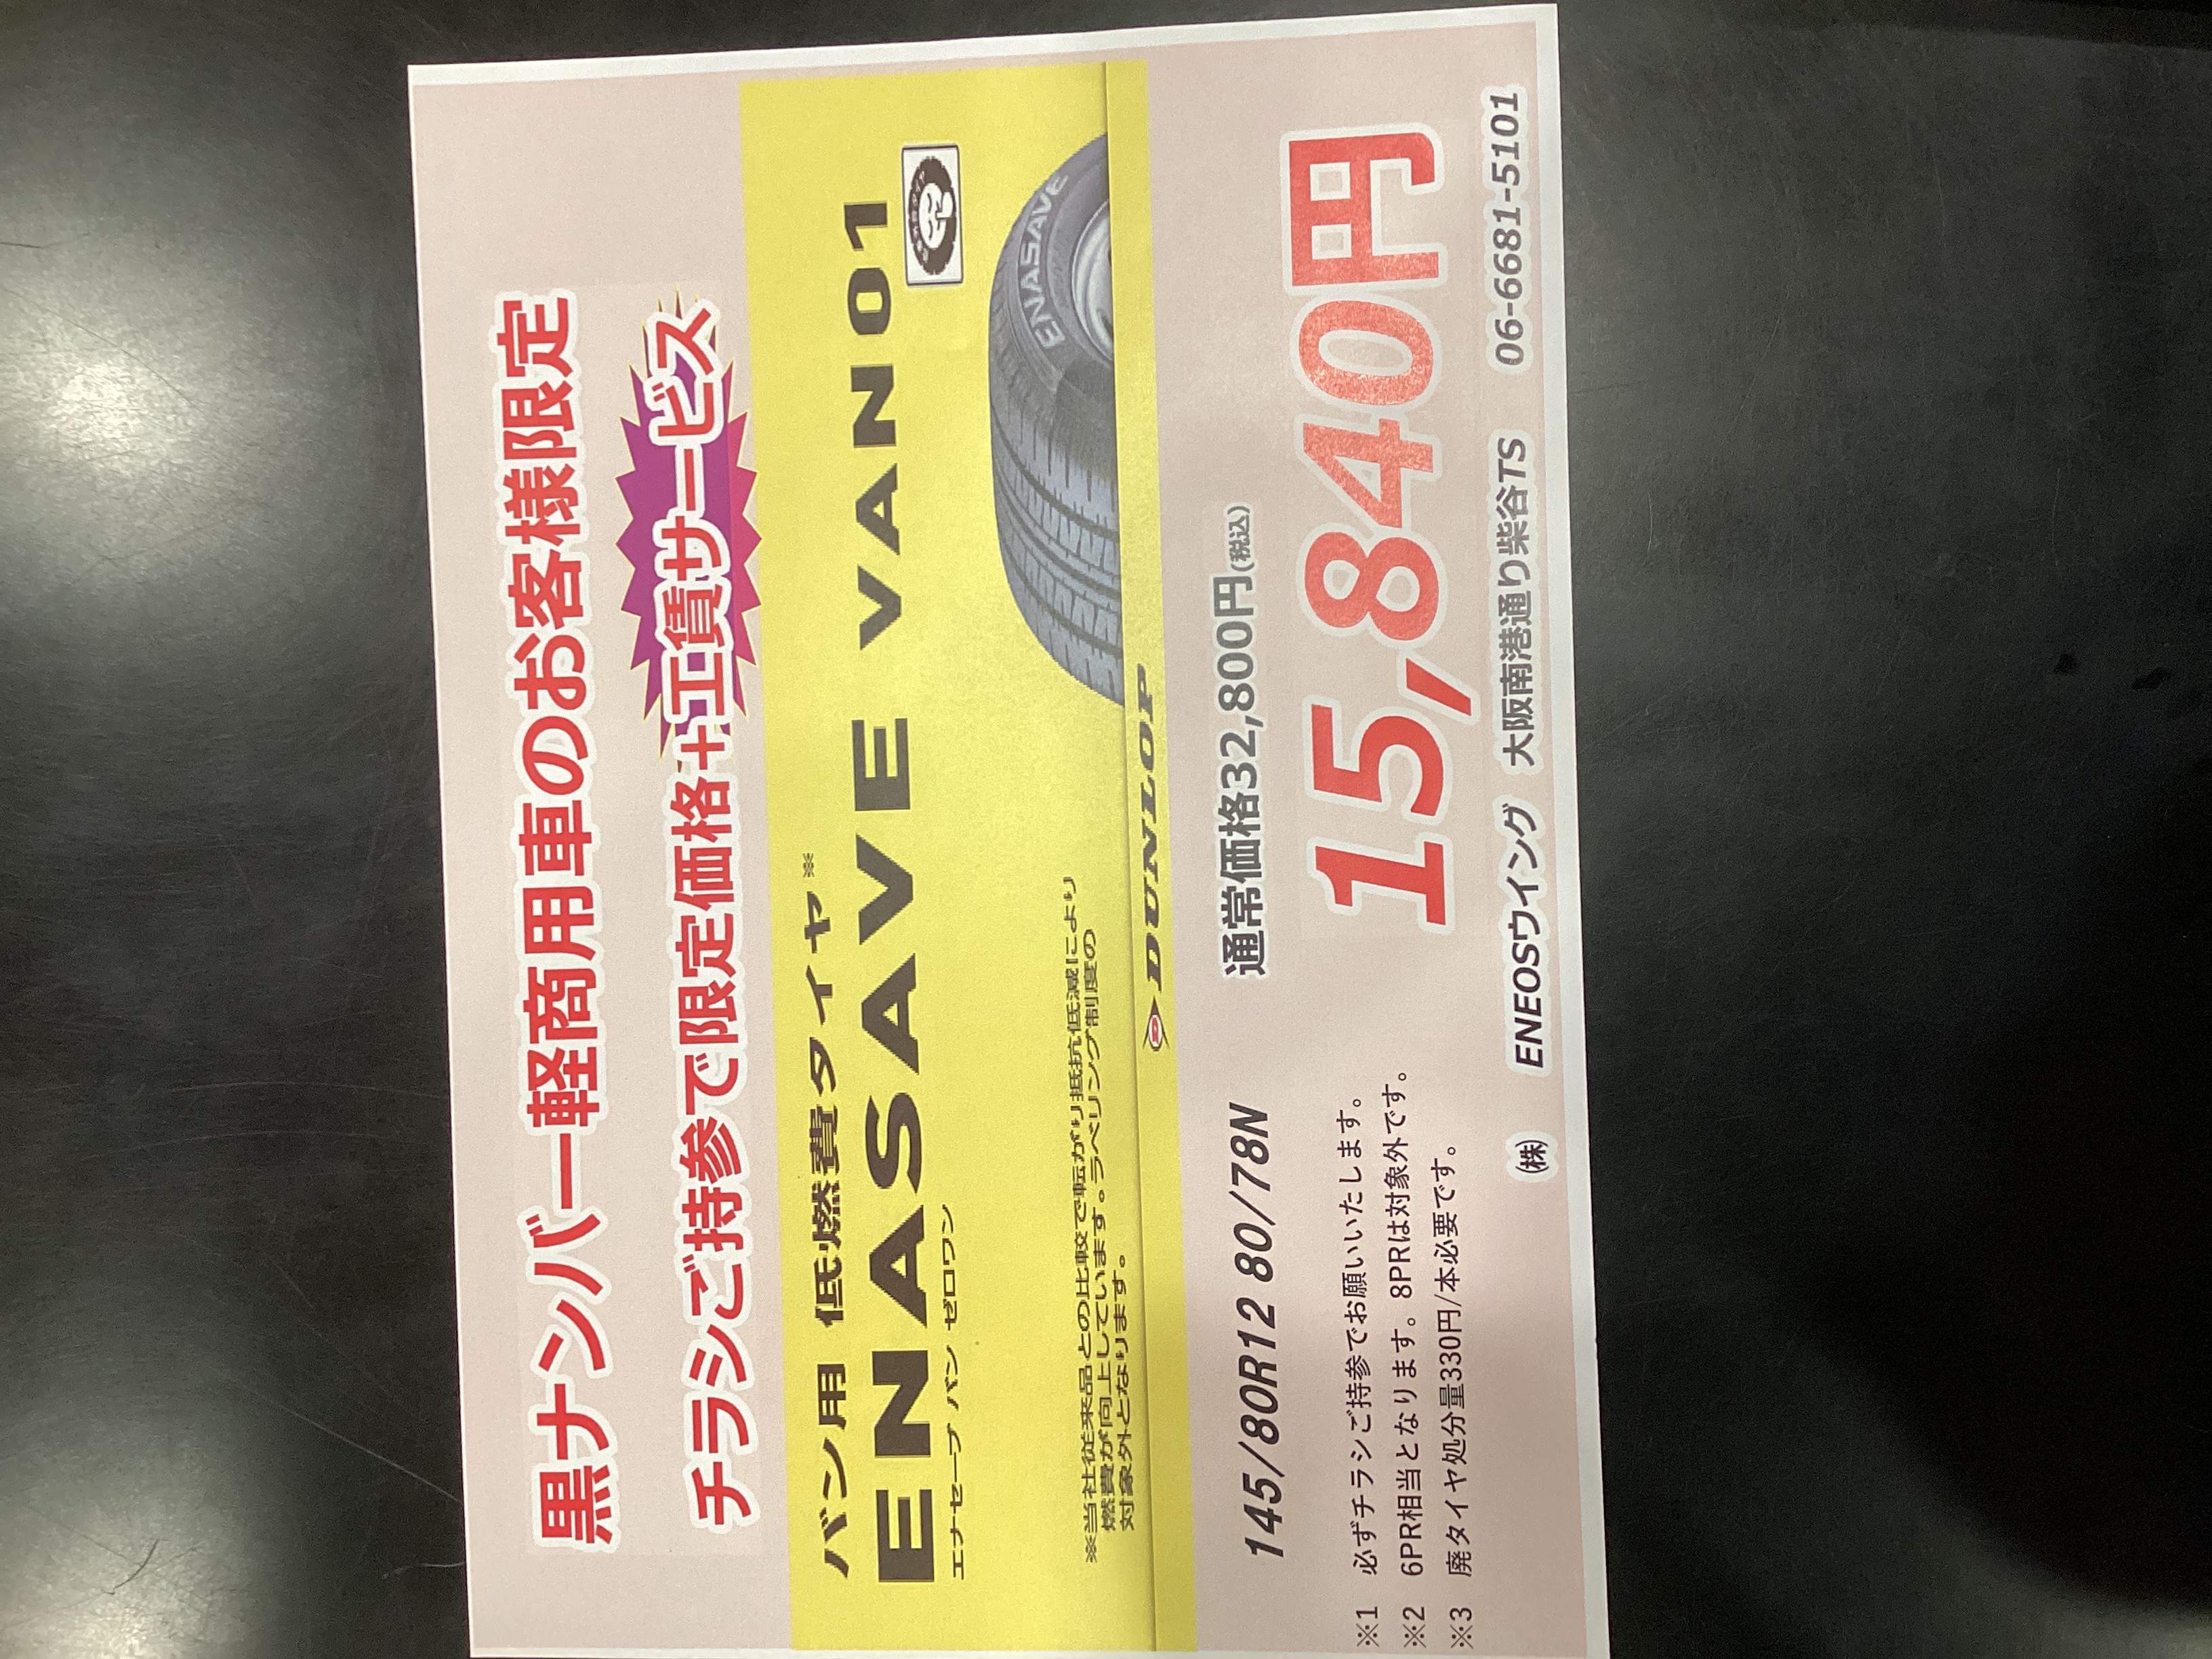 黒ナンバー軽商用車のお客様限定
チラシご持参で限定価格＋工賃サービス
バン用 低燃費タイヤ※
ENASAVE VAN01
エナセーブ バン ゼロワン
ENASAVE
※当社従来品との比較で転がり抵抗低減により
燃費が向上しています。ラベリング制度の
対象外となります。
DUNLOP
145/80R12 80/78N 通常価格32,800円(税込)
15,840円
※1 必ずチラシご持参でお願いいたします。
※2 6PR相当となります。8PRは対象外です。
※3 廃タイヤ処分量330円/本必要です。
㈱ ENEOSウイング 大阪南港通り柴谷TS 06-6681-5101